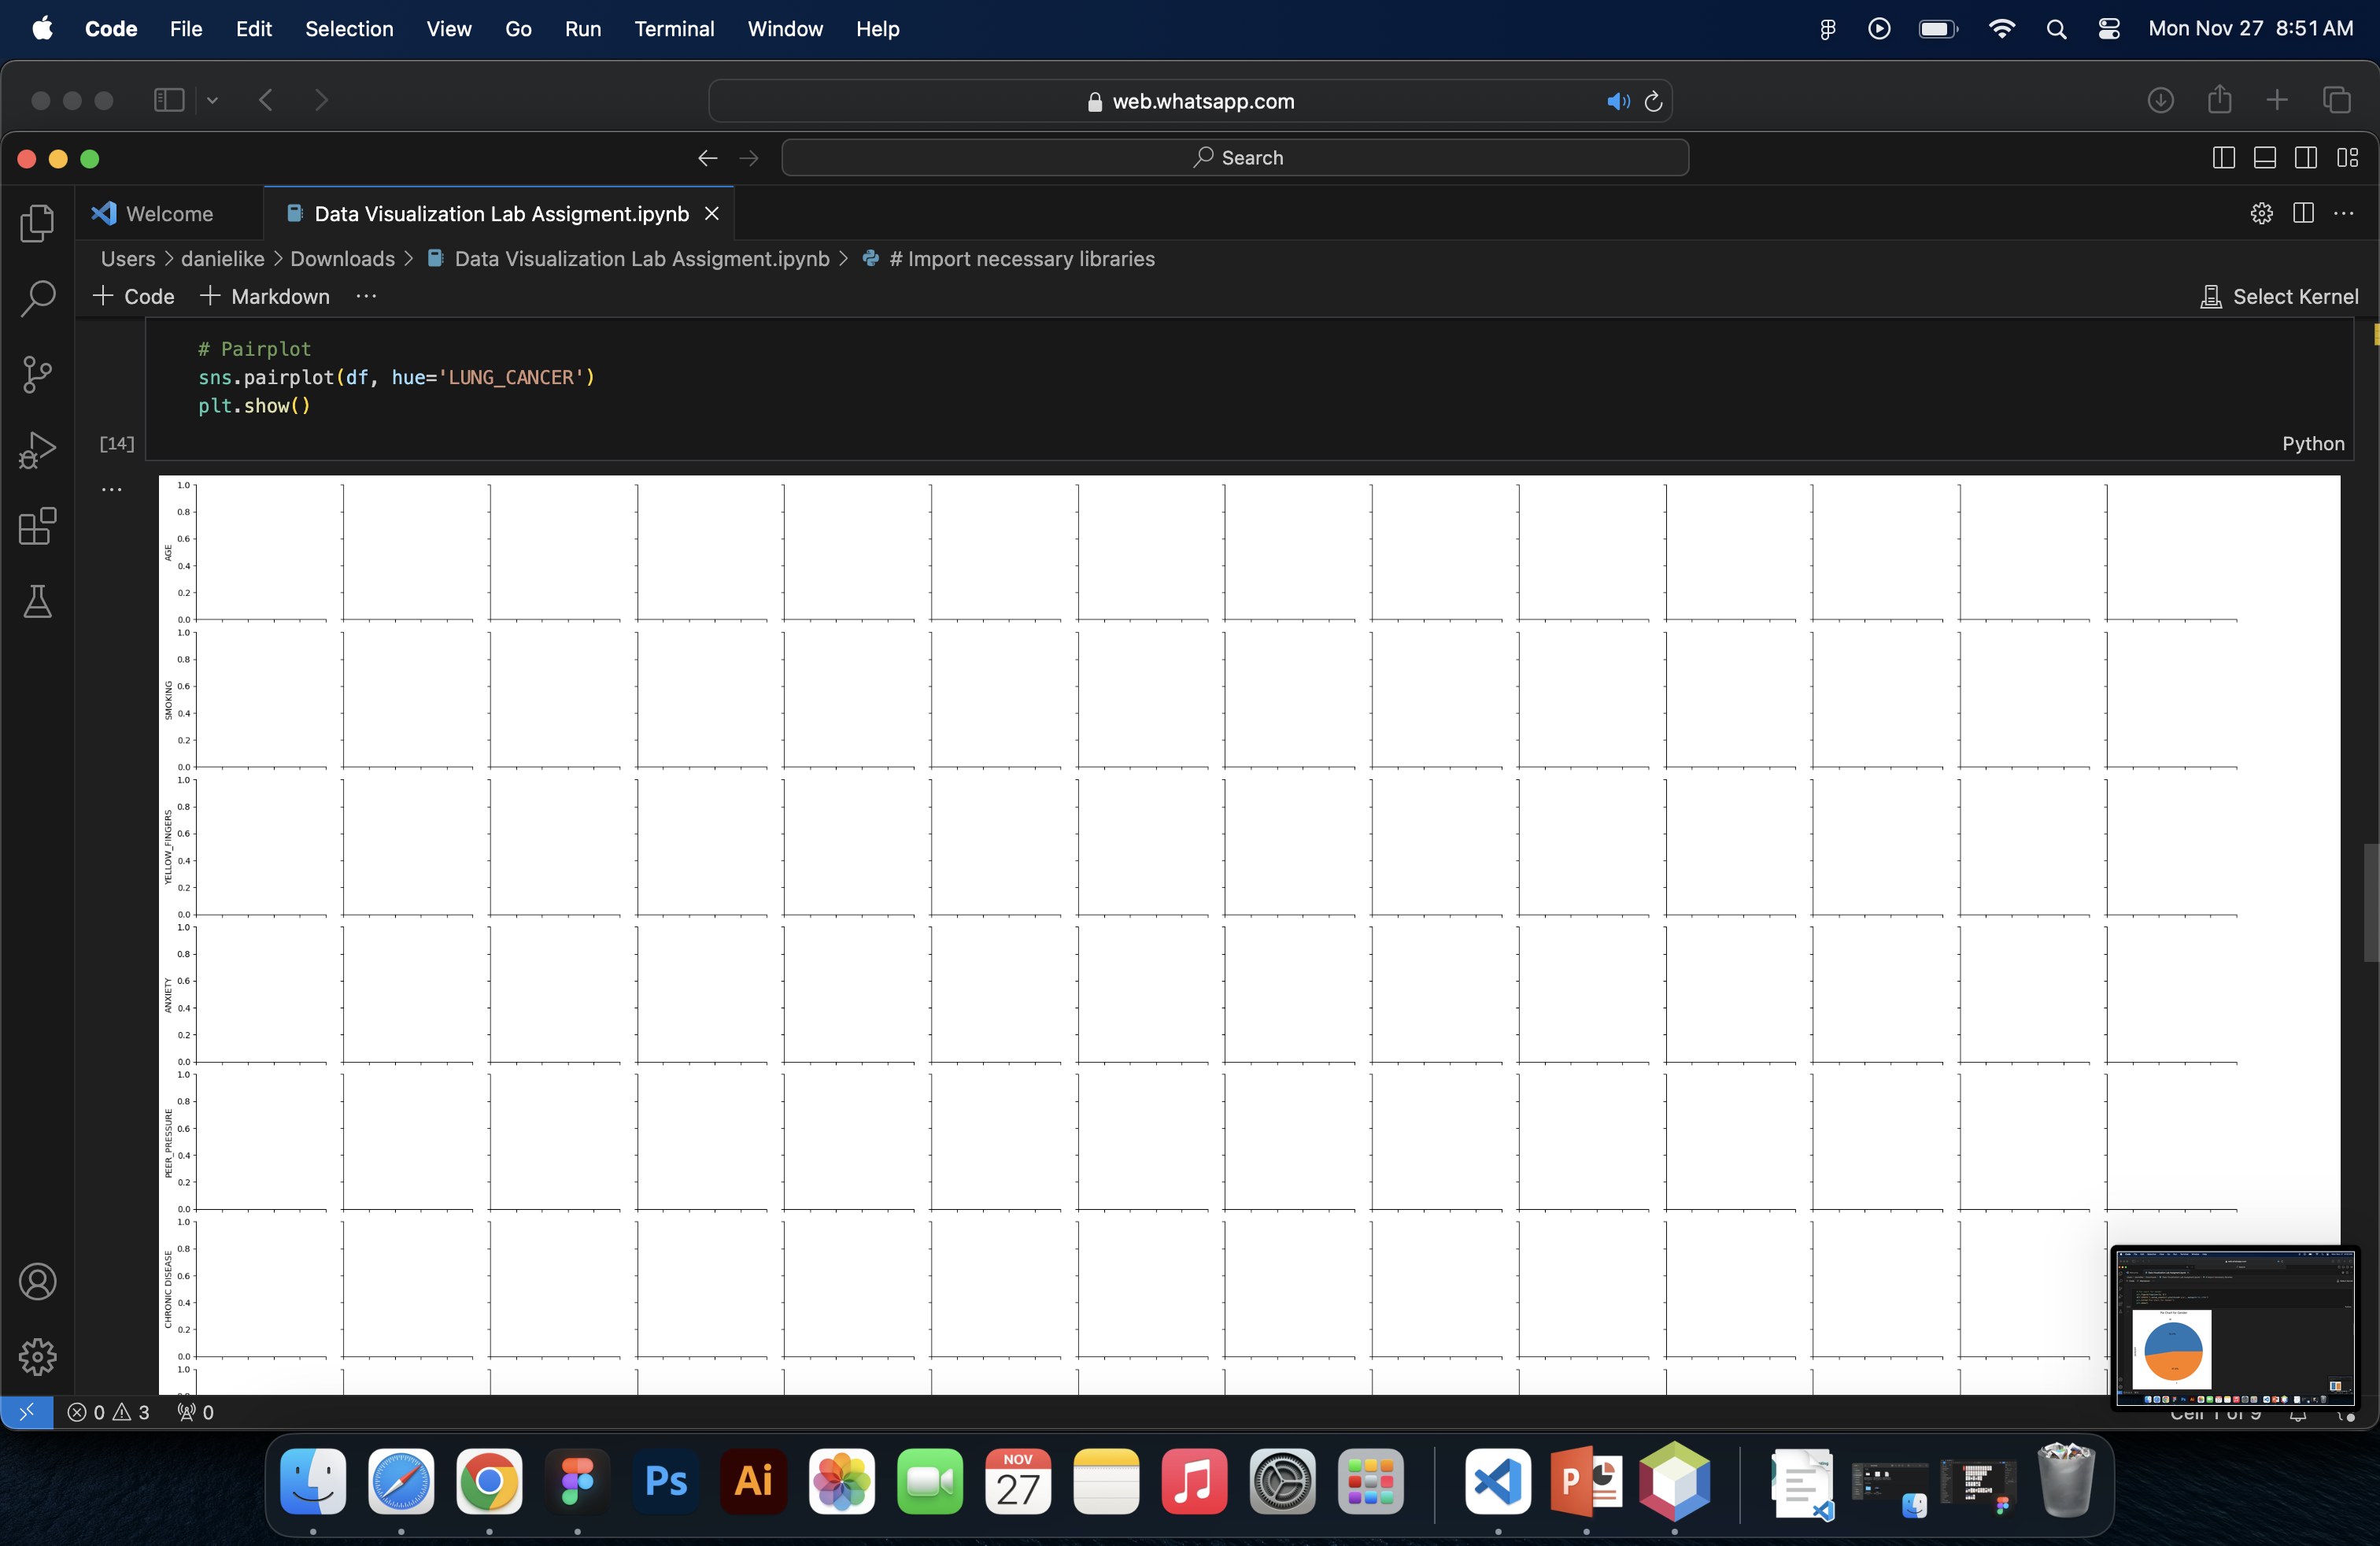 Code File Edit Selection View Go Run Terminal Window Help Mon Nov 27 8:51 AM
web.whatsapp.com
Search
Welcome Data Visualization Lab Assigment.ipynb
Users > danielike > Downloads > Data Visualization Lab Assigment.ipynb > # Import necessary libraries
+ Code + Markdown ... Select Kernel
# Pairplot
sns.pairplot(df, hue='LUNG_CANCER')
plt.show()
[14] Python
...
1.0
0.8
0.6
AGE
0.4
0.2
0.0
1.0
0.8
0.6
SMOKING
0.4
0.2
0.0
1.0
0.8
0.6
YELLOW_FINGERS
0.4
0.2
0.0
1.0
0.8
0.6
ANXIETY
0.4
0.2
0.0
1.0
0.8
0.6
PEER_PRESSURE
0.4
0.2
0.0
1.0
0.8
0.6
CHRONIC DISEASE
0.4
0.2
0.0
1.0
0 3 0
Cell 1 of 9
Ps Ai NOV 27 P